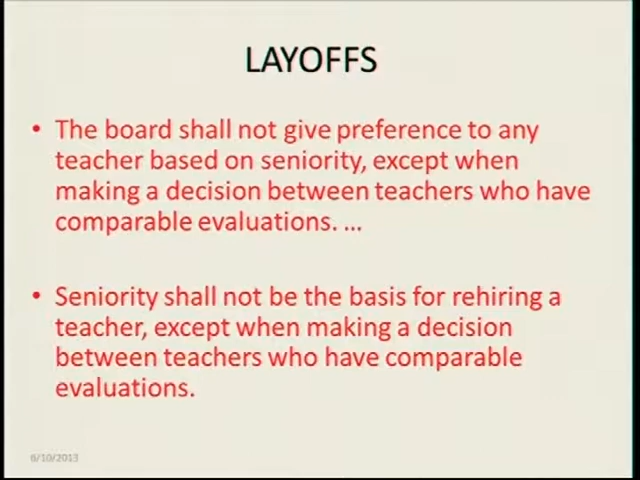 LAYOFFS
• The board shall not give preference to any
teacher based on seniority, except when
making a decision between teachers who have
comparable evaluations. ...
• Seniority shall not be the basis for rehiring a
teacher, except when making a decision
between teachers who have comparable
evaluations.
6/10/2013